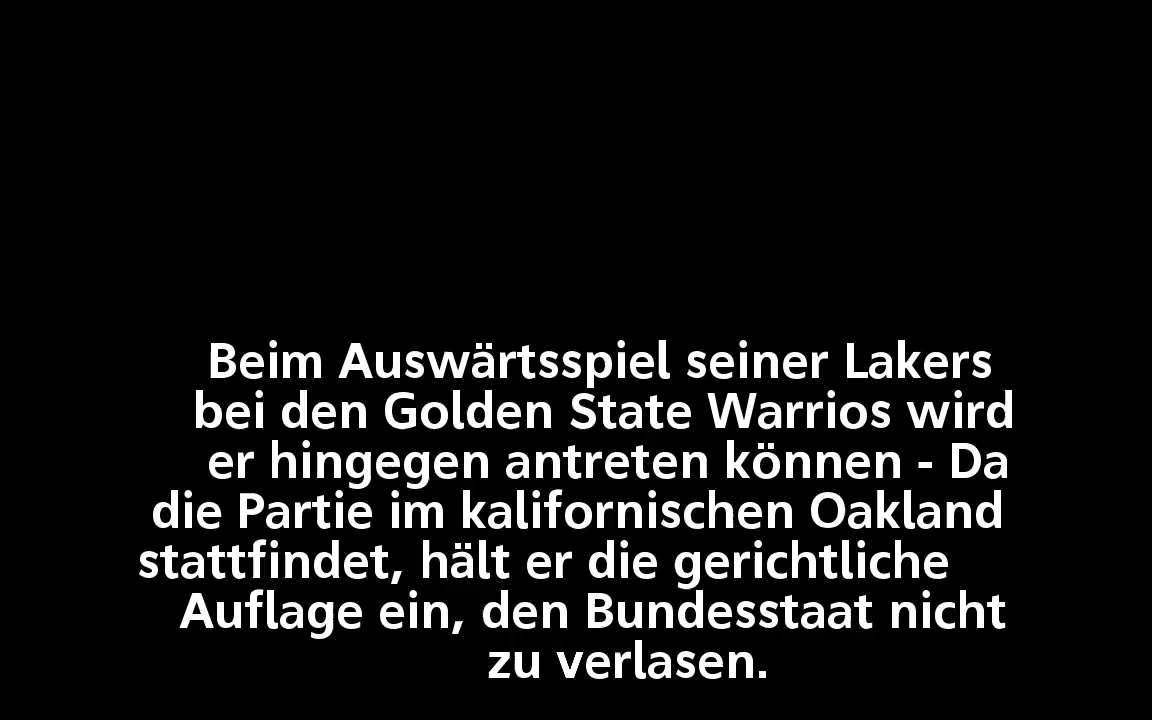 Beim Auswärtsspiel seiner Lakers
bei den Golden State Warrios wird
er hingegen antreten können - Da
die Partie im kalifornischen Oakland
stattfindet, hält er die gerichtliche
Auflage ein, den Bundesstaat nicht
zu verlasen.